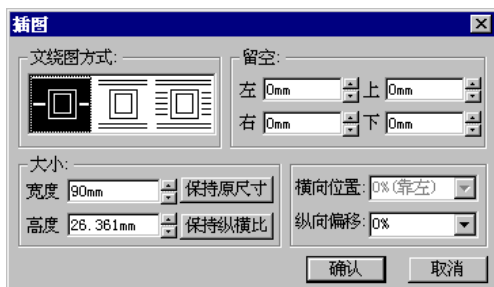 插图
文绕图方式:
留空:
左 0mm 上 0mm
右 0mm 下 0mm
大小:
宽度 90mm 保持原尺寸
高度 26.361mm 保持纵横比
横向位置: 0%(靠左)
纵向偏移: 0%
确认 取消